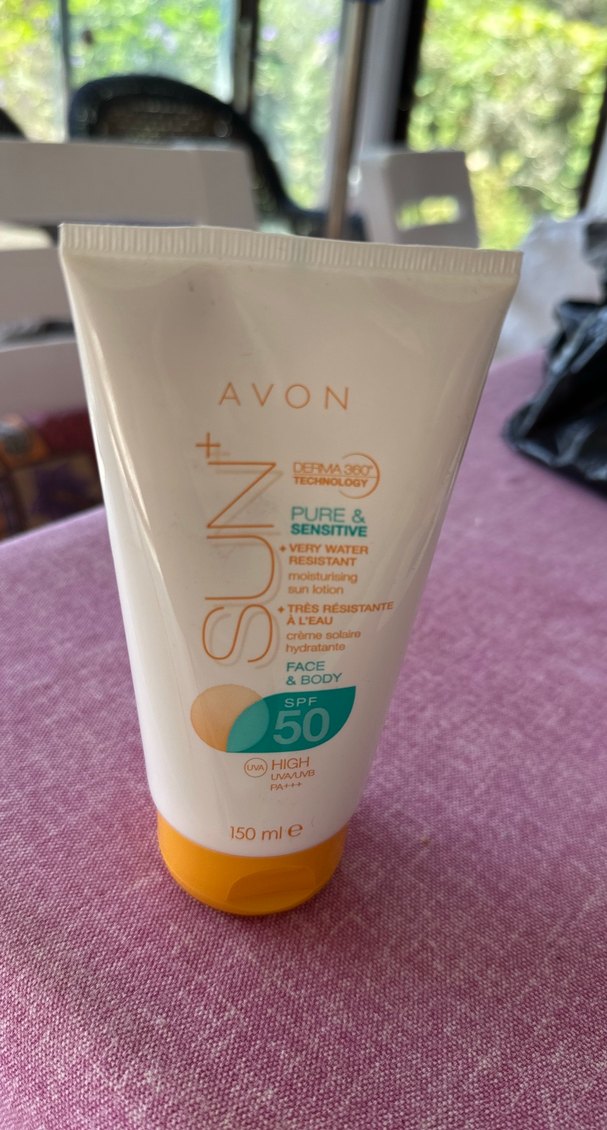 AVON
SUN+
DERMA 360°
TECHNOLOGY
PURE &
SENSITIVE
+ VERY WATER
RESISTANT
moisturising
sun lotion
+ TRÈS RÉSISTANTE
À L'EAU
crème solaire
hydratante
FACE
& BODY
SPF
50
UVA HIGH
UVA/UVB
PA+++
150 ml e